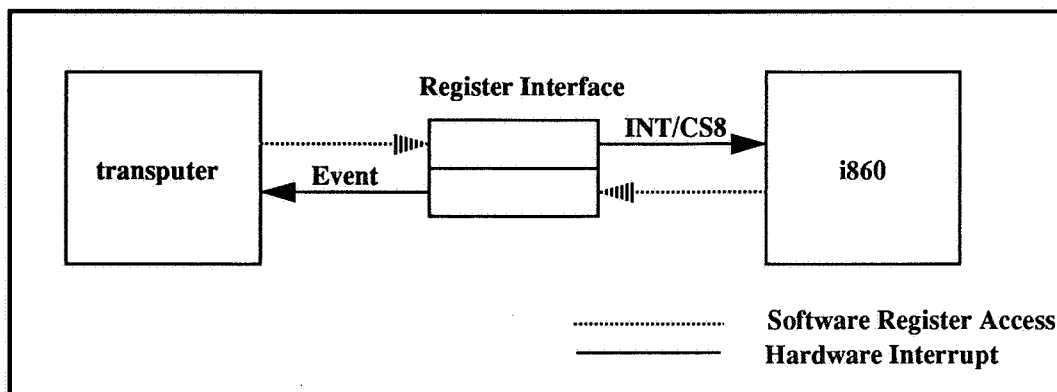 Register Interface
INT/CS8
transputer
Event
i860
Software Register Access
Hardware Interrupt